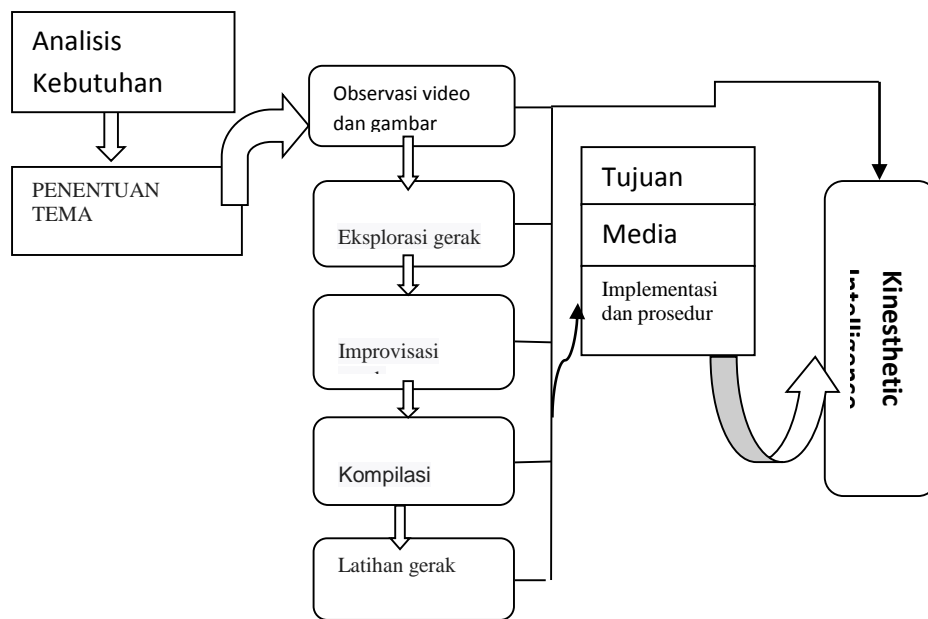 Analisis
Kebutuhan
PENENTUAN
TEMA
Observasi video
dan gambar
Eksplorasi gerak
Improvisasi
Kompilasi
Latihan gerak
Tujuan
Media
Implementasi
dan prosedur
Kinesthetic
Intelligence